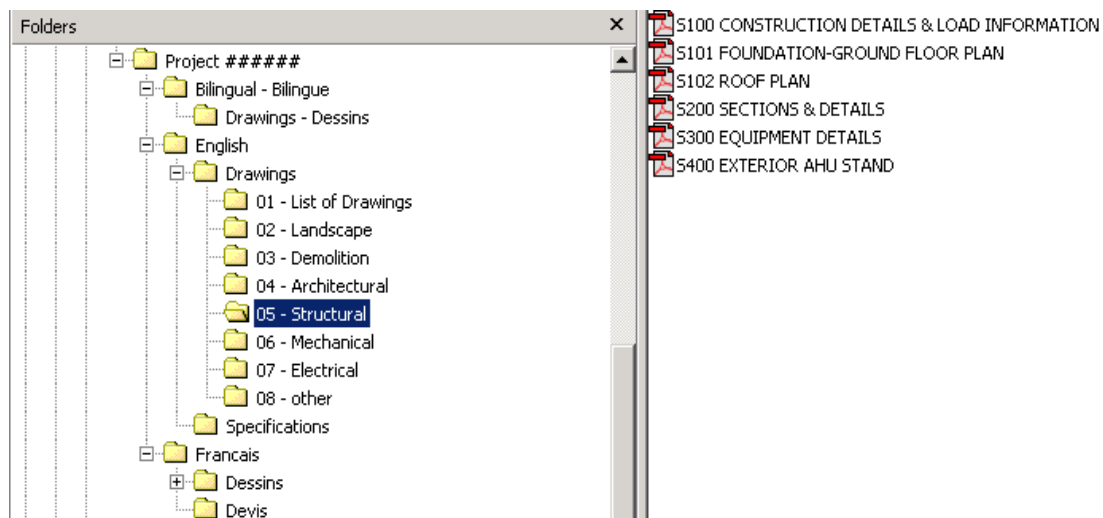 Folders
Project ######
Bilingual - Bilingue
Drawings - Dessins
English
Drawings
01 - List of Drawings
02 - Landscape
03 - Demolition
04 - Architectural
05 - Structural
06 - Mechanical
07 - Electrical
08 - other
Specifications
Francais
Dessins
Devis
S100 CONSTRUCTION DETAILS & LOAD INFORMATION
S101 FOUNDATION-GROUND FLOOR PLAN
S102 ROOF PLAN
S200 SECTIONS & DETAILS
S300 EQUIPMENT DETAILS
S400 EXTERIOR AHU STAND